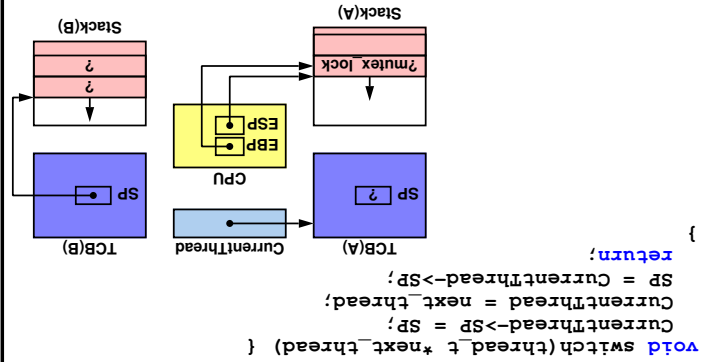 void switch(thread_t *next_thread) {
CurrentThread->SP = SP;
CurrentThread = next_thread;
SP = CurrentThread->SP;
return;
}
TCB(A)
CurrentThread
TCB(B)
SP ?
CPU
SP
EBP
ESP
?mutex_lock
?
?
Stack(A)
Stack(B)